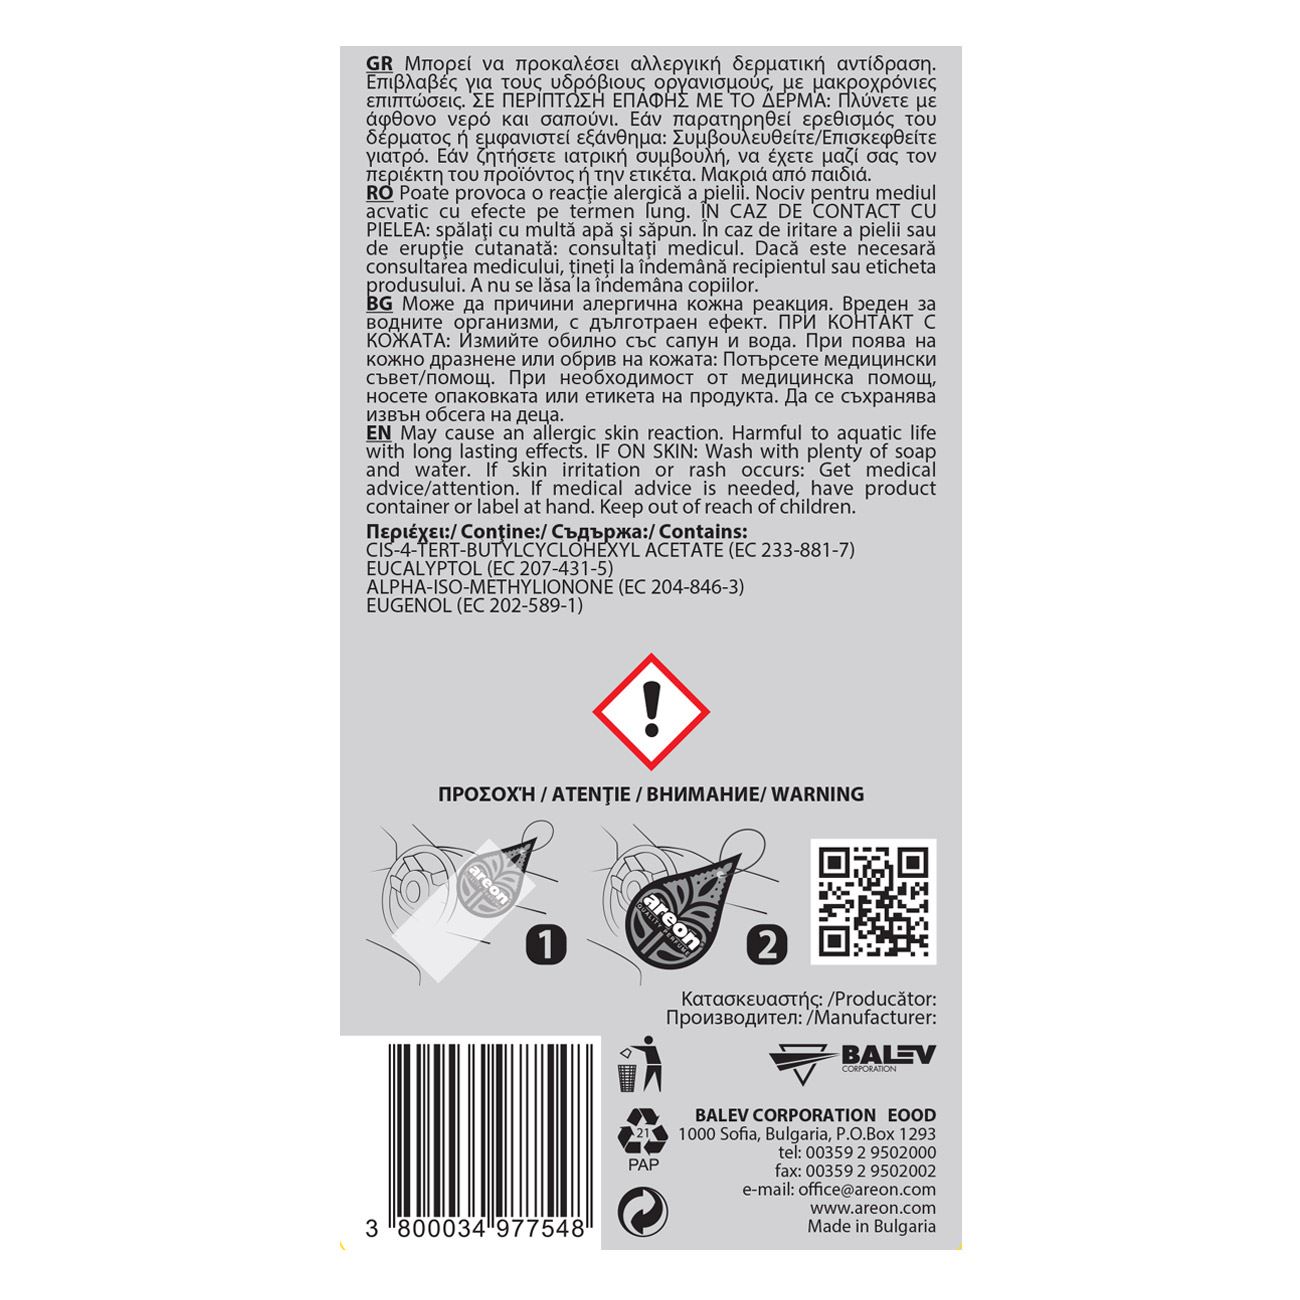 GR Μπορεί να προκαλέσει αλλεργική δερματική αντίδραση.
Επιβλαβές για τους υδρόβιους οργανισμούς, με μακροχρόνιες
επιπτώσεις. ΣΕ ΠΕΡΙΠΤΩΣΗ ΕΠΑΦΗΣ ΜΕ ΤΟ ΔΕΡΜΑ: Πλύνετε με
άφθονο νερό και σαπούνι. Εάν παρατηρηθεί ερεθισμός του
δέρματος ή εμφανιστεί εξάνθημα: Συμβουλευθείτε/Επισκεφθείτε
γιατρό. Εάν ζητήσετε ιατρική συμβουλή, να έχετε μαζί σας τον
περιέκτη του προϊόντος ή την ετικέτα. Μακριά από παιδιά.
RO Poate provoca o reacţie alergică a pielii. Nociv pentru mediul
acvatic cu efecte pe termen lung. ÎN CAZ DE CONTACT CU
PIELEA: spălaţi cu multă apă şi săpun. În caz de iritare a pielii sau
de erupţie cutanată: consultaţi medicul. Dacă este necesară
consultarea medicului, ţineţi la îndemână recipientul sau eticheta
produsului. A nu se lăsa la îndemâna copiilor.
BG Може да причини алергична кожна реакция. Вреден за
водните организми, с дълготраен ефект. ПРИ КОНТАКТ С
КОЖАТА: Измийте обилно със сапун и вода. При поява на
кожно дразнене или обрив на кожата: Потърсете медицински
съвет/помощ. При необходимост от медицинска помощ,
носете опаковката или етикета на продукта. Да се съхранява
извън обсега на деца.
EN May cause an allergic skin reaction. Harmful to aquatic life
with long lasting effects. IF ON SKIN: Wash with plenty of soap
and water. If skin irritation or rash occurs: Get medical
advice/attention. If medical advice is needed, have product
container or label at hand. Keep out of reach of children.
Περιέχει:/ Conţine:/ Съдържа:/ Contains:
CIS-4-TERT-BUTYLCYCLOHEXYL ACETATE (EC 233-881-7)
EUCALYPTOL (EC 207-431-5)
ALPHA-ISO-METHYLIONONE (EC 204-846-3)
EUGENOL (EC 202-589-1)
ΠΡΟΣΟΧΉ / ATENŢIE / ВНИМАНИЕ/ WARNING
areon
1
areon
QUALITY PERFUME
2
Κατασκευαστής: /Producător:
Производител: /Manufacturer:
BALEV
CORPORATION
BALEV CORPORATION EOOD
1000 Sofia, Bulgaria, P.O.Box 1293
tel: 00359 2 9502000
fax: 00359 2 9502002
e-mail: office@areon.com
www.areon.com
Made in Bulgaria
21
PAP
3 800034 977548